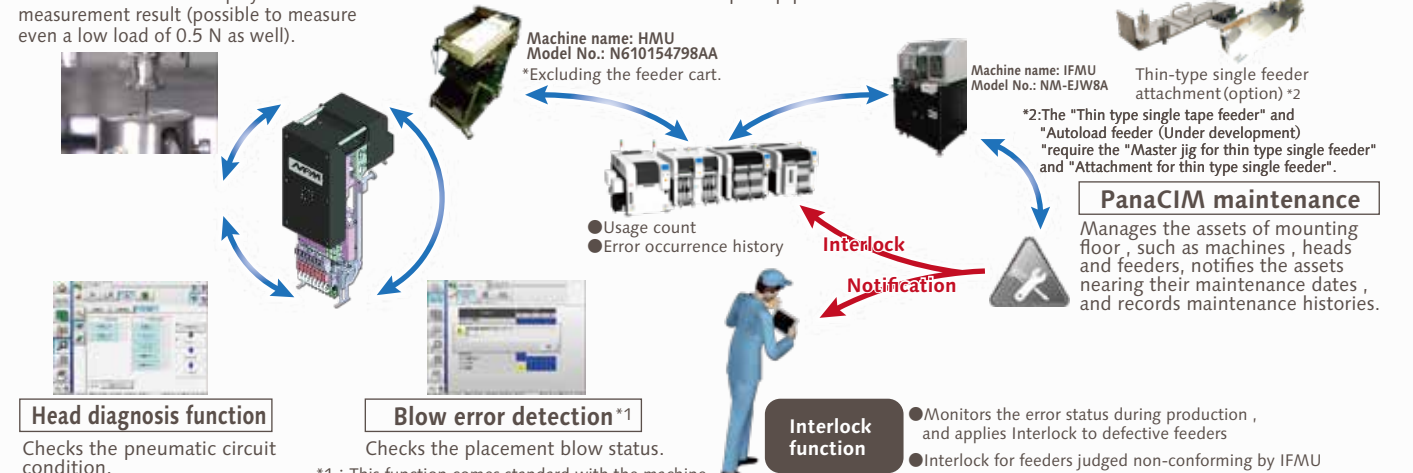 measurement result (possible to measure
even a low load of 0.5 N as well).
Machine name: HMU
Model No.: N610154798AA
*Excluding the feeder cart.
Machine name: IFMU
Model No.: NM-EJW8A
Thin-type single feeder
attachment (option) *2
*2:The "Thin type single tape feeder" and
"Autoload feeder (Under development)
"require the "Master jig for thin type single feeder"
and "Attachment for thin type single feeder".
NPM
●Usage count
●Error occurrence history
Interlock
Notification
PanaCIM maintenance
Manages the assets of mounting
floor , such as machines , heads
and feeders, notifies the assets
nearing their maintenance dates ,
and records maintenance histories.
Head diagnosis function
Checks the pneumatic circuit
condition.
Blow error detection*1
Checks the placement blow status.
*1 : This function comes standard with the machine
Interlock
function
●Monitors the error status during production ,
and applies Interlock to defective feeders
●Interlock for feeders judged non-conforming by IFMU